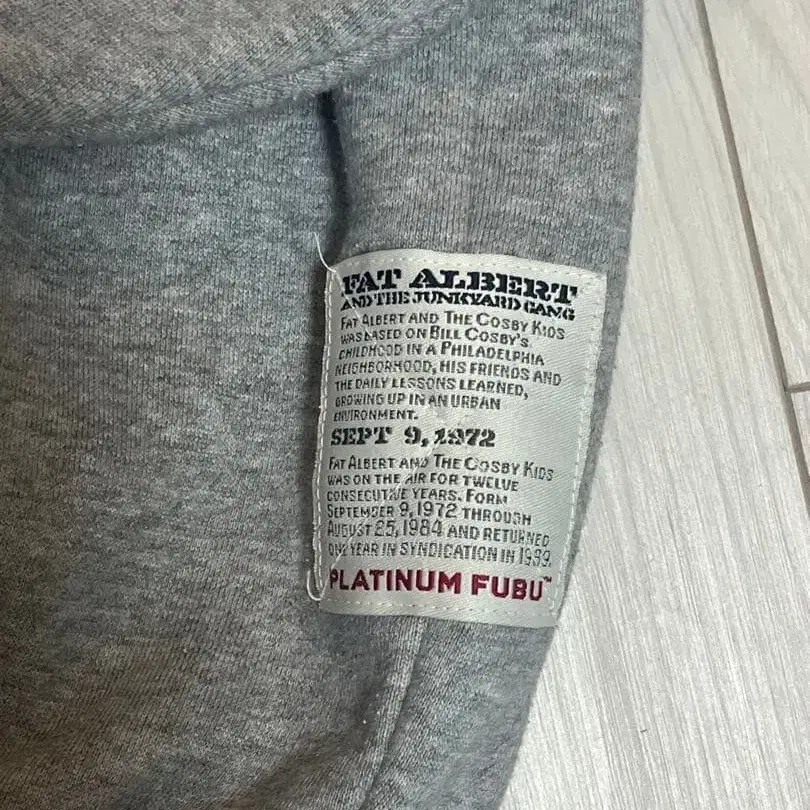 FAT ALBERT
AND THE JUNKYARD GANG
FAT ALBERT AND THE COSBY KIDS
WAS BASED ON BILL COSBY'S
CHILDHOOD IN A PHILADELPHIA
NEIGHBORHOOD, HIS FRIENDS AND
THE DAILY LESSONS LEARNED,
GROWING UP IN AN URBAN
ENVIRONMENT.
SEPT 9, 1972
FAT ALBERT AND THE COSBY KIDS
WAS ON THE AIR FOR TWELVE
CONSECUTIVE YEARS. FORM
SEPTEMBER 9, 1972 THROUGH
AUGUST 25, 1984 AND RETURNED
ONE YEAR IN SYNDICATION IN 1989.
PLATINUM FUBU™